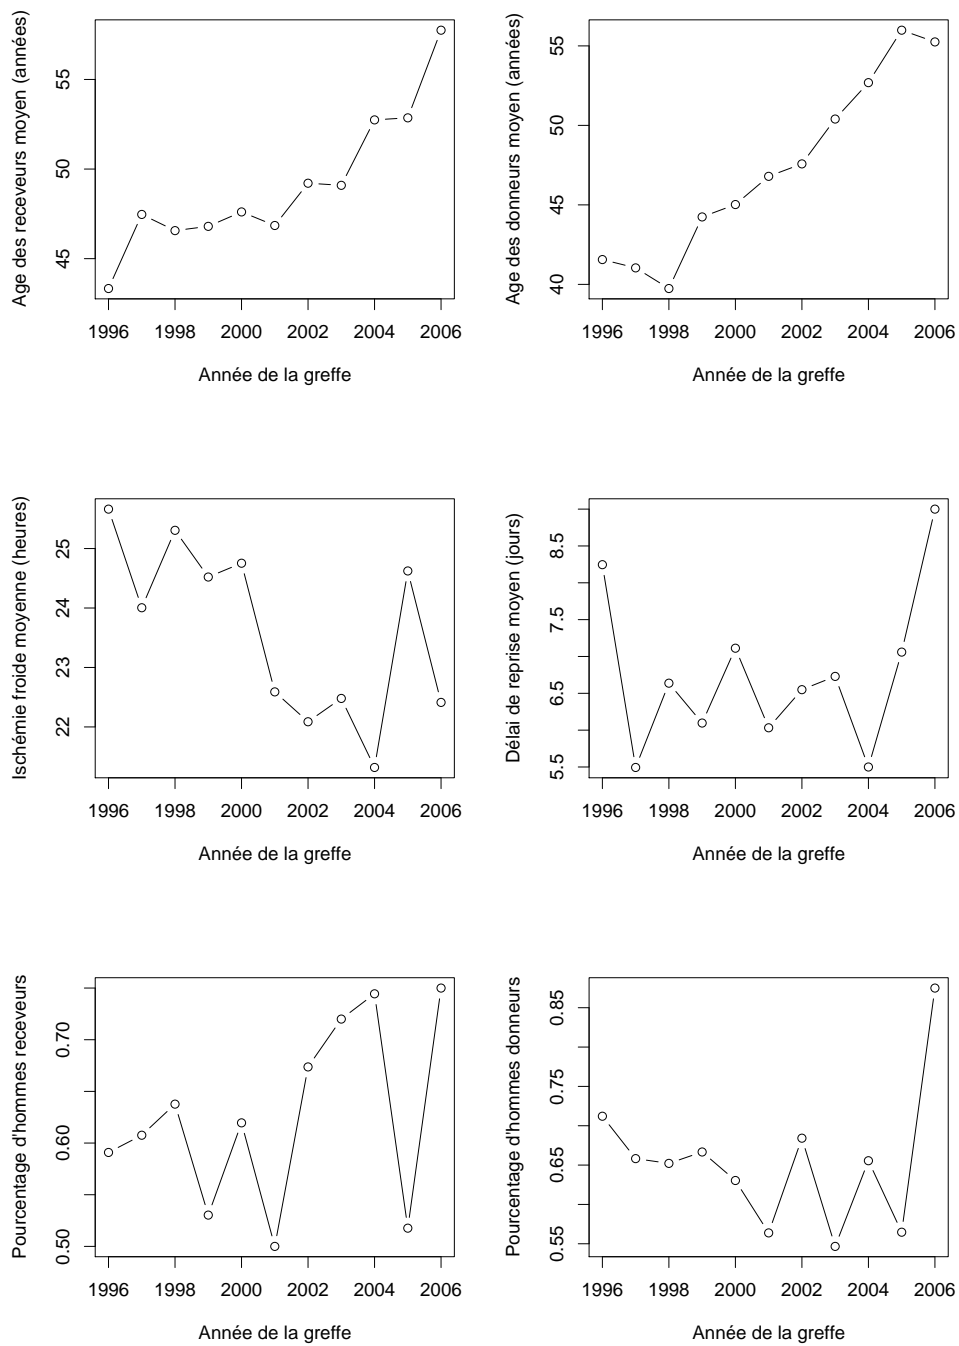 Age des receveurs moyen (années)
45
50
55
1996 1998 2000 2002 2004 2006
Année de la greffe
Age des donneurs moyen (années)
40
45
50
55
1996 1998 2000 2002 2004 2006
Année de la greffe
Ischémie froide moyenne (heures)
22
23
24
25
1996 1998 2000 2002 2004 2006
Année de la greffe
Délai de reprise moyen (jours)
5.5
6.5
7.5
8.5
1996 1998 2000 2002 2004 2006
Année de la greffe
Pourcentage d'hommes receveurs
0.50
0.60
0.70
1996 1998 2000 2002 2004 2006
Année de la greffe
Pourcentage d'hommes donneurs
0.55
0.65
0.75
0.85
1996 1998 2000 2002 2004 2006
Année de la greffe